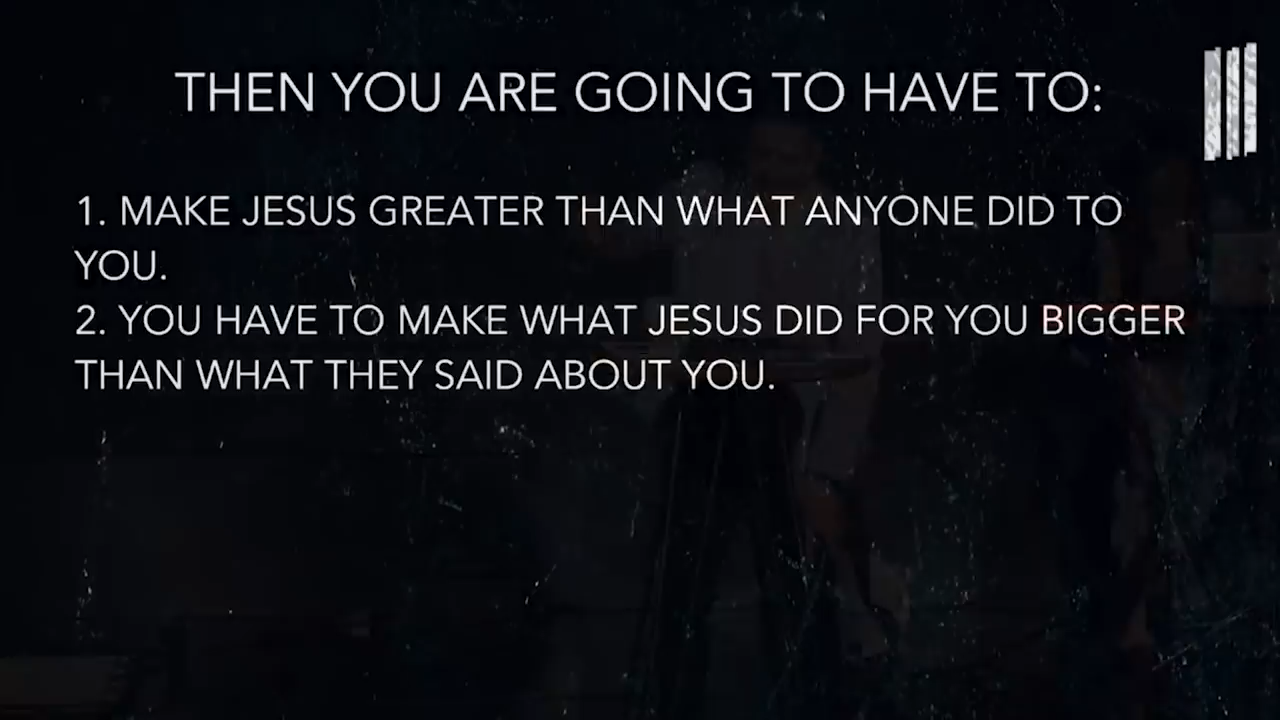 THEN YOU ARE GOING TO HAVE TO:
1. MAKE JESUS GREATER THAN WHAT ANYONE DID TO
YOU.
2. YOU HAVE TO MAKE WHAT JESUS DID FOR YOU BIGGER
THAN WHAT THEY SAID ABOUT YOU.